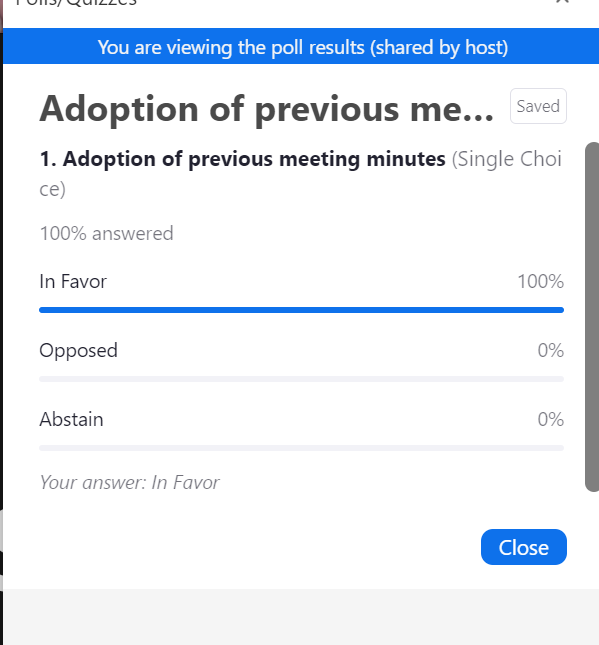 Polls/Quizzes
You are viewing the poll results (shared by host)
Adoption of previous me...
Saved
1. Adoption of previous meeting minutes (Single Choi
ce)
100% answered
In Favor 100%
Opposed 0%
Abstain 0%
Your answer: In Favor
Close